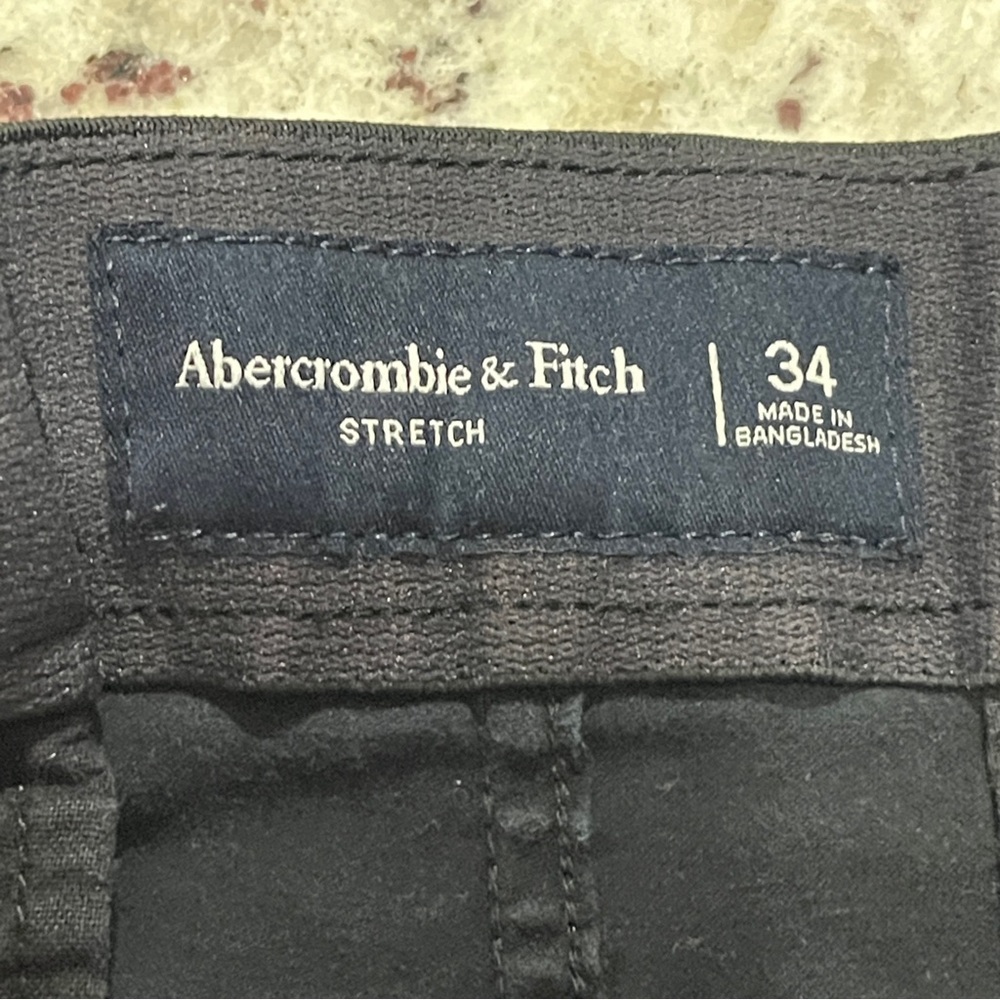 Abercrombie & Fitch
STRETCH
34
MADE IN
BANGLADESH